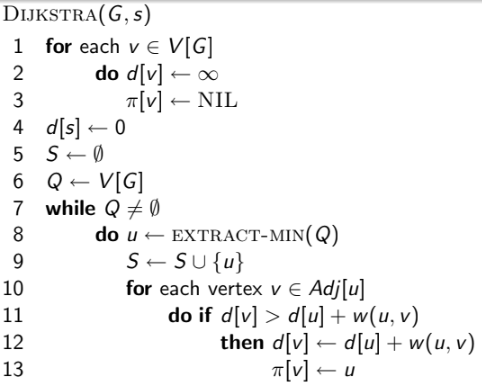 DIJKSTRA(G, s)
1 for each v ∈ V[G]
2 do d[v] ← ∞
3 π[v] ← NIL
4 d[s] ← 0
5 S ← ∅
6 Q ← V[G]
7 while Q ≠ ∅
8 do u ← EXTRACT-MIN(Q)
9 S ← S ∪ {u}
10 for each vertex v ∈ Adj[u]
11 do if d[v] > d[u] + w(u, v)
12 then d[v] ← d[u] + w(u, v)
13 π[v] ← u